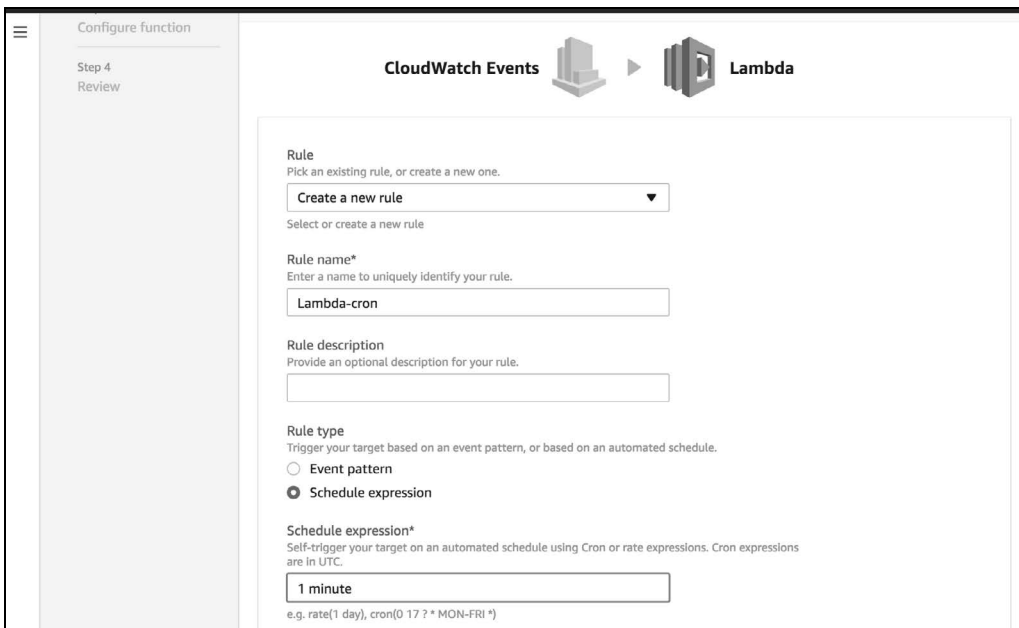 Configure function
Step 4
Review
CloudWatch Events
Lambda
Rule
Pick an existing rule, or create a new one.
Create a new rule
Select or create a new rule
Rule name*
Enter a name to uniquely identify your rule.
Lambda-cron
Rule description
Provide an optional description for your rule.
Rule type
Trigger your target based on an event pattern, or based on an automated schedule.
Event pattern
Schedule expression
Schedule expression*
Self-trigger your target on an automated schedule using Cron or rate expressions. Cron expressions
are in UTC.
1 minute
e.g. rate(1 day), cron(0 17 ? * MON-FRI *)